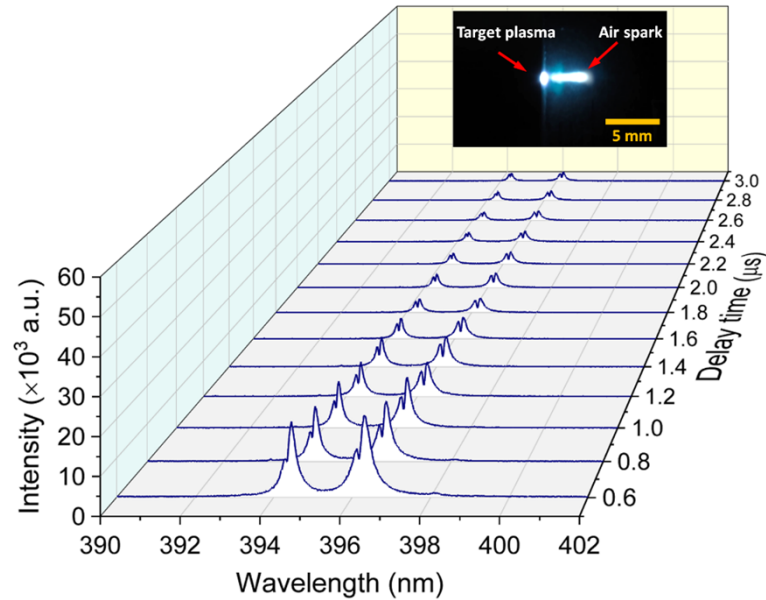 Target plasma
Air spark
5 mm
3.0
2.8
2.6
2.4
2.2
2.0
1.8
1.6
1.4
1.2
1.0
0.8
0.6
Delay time (μs)
60
50
40
30
20
10
0
Intensity (×10³ a.u.)
390 392 394 396 398 400 402
Wavelength (nm)